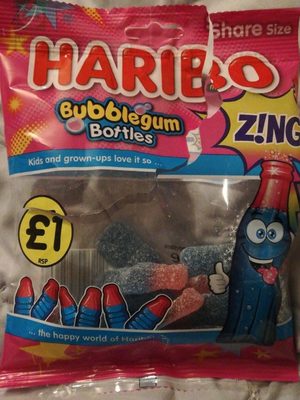 Share Size
HARIBO
Bubblegum
Bottles
Z!NG
Kids and grown-ups love it so ...
£1
RSP
... the happy world of Haribo